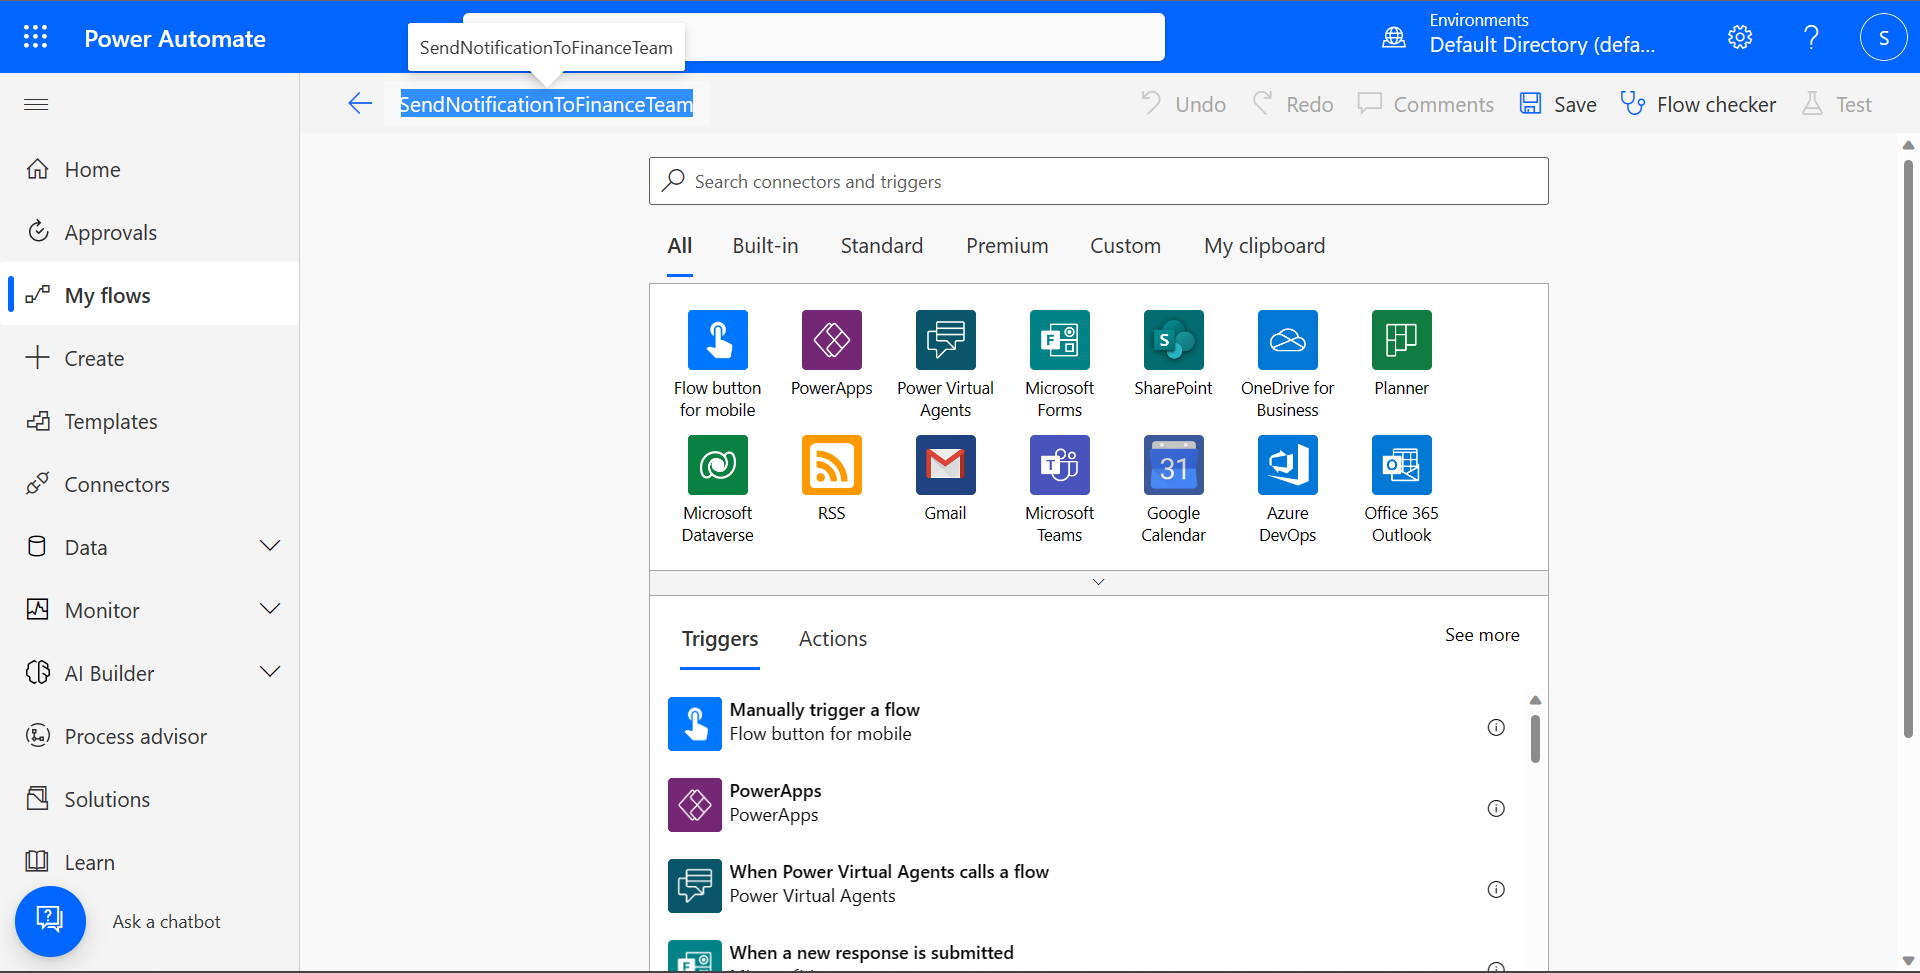 Power Automate
SendNotificationToFinanceTeam
Environments
Default Directory (defa...
S
SendNotificationToFinanceTeam
Undo
Redo
Comments
Save
Flow checker
Test
Home
Approvals
My flows
Create
Templates
Connectors
Data
Monitor
AI Builder
Process advisor
Solutions
Learn
Ask a chatbot
Search connectors and triggers
All
Built-in
Standard
Premium
Custom
My clipboard
Flow button
for mobile
PowerApps
Power Virtual
Agents
Microsoft
Forms
SharePoint
OneDrive for
Business
Planner
Microsoft
Dataverse
RSS
Gmail
Microsoft
Teams
31
Google
Calendar
Azure
DevOps
Office 365
Outlook
Triggers
Actions
See more
Manually trigger a flow
Flow button for mobile
PowerApps
PowerApps
When Power Virtual Agents calls a flow
Power Virtual Agents
When a new response is submitted